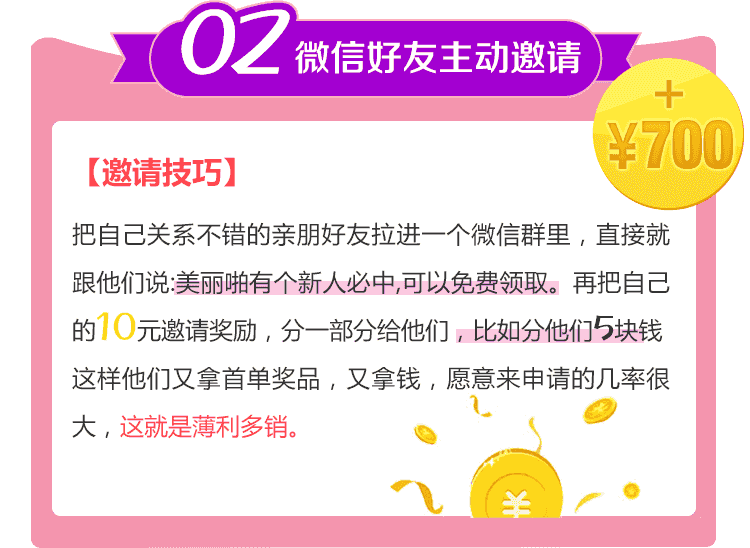 02 微信好友主动邀请
+
¥700
【邀请技巧】
把自己关系不错的亲朋好友拉进一个微信群里，直接就
跟他们说:美丽啪有个新人必中,可以免费领取。再把自己
的10元邀请奖励，分一部分给他们，比如分他们5块钱
这样他们又拿首单奖品，又拿钱，愿意来申请的几率很
大，这就是薄利多销。
¥